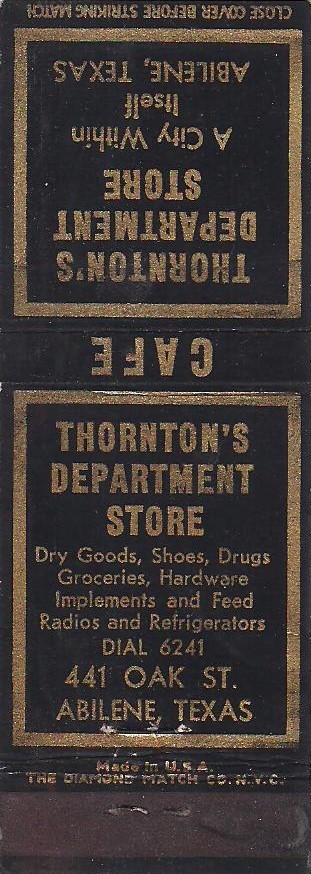 CLOSE COVER BEFORE STRIKING MATCH
THORNTON'S
DEPARTMENT
STORE
A City Within
Itself
ABILENE, TEXAS
CAFE
THORNTON'S
DEPARTMENT
STORE
Dry Goods, Shoes, Drugs
Groceries, Hardware
Implements and Feed
Radios and Refrigerators
DIAL 6241
441 OAK ST.
ABILENE, TEXAS
Made in U.S.A.
THE DIAMOND MATCH CO. N.Y.C.